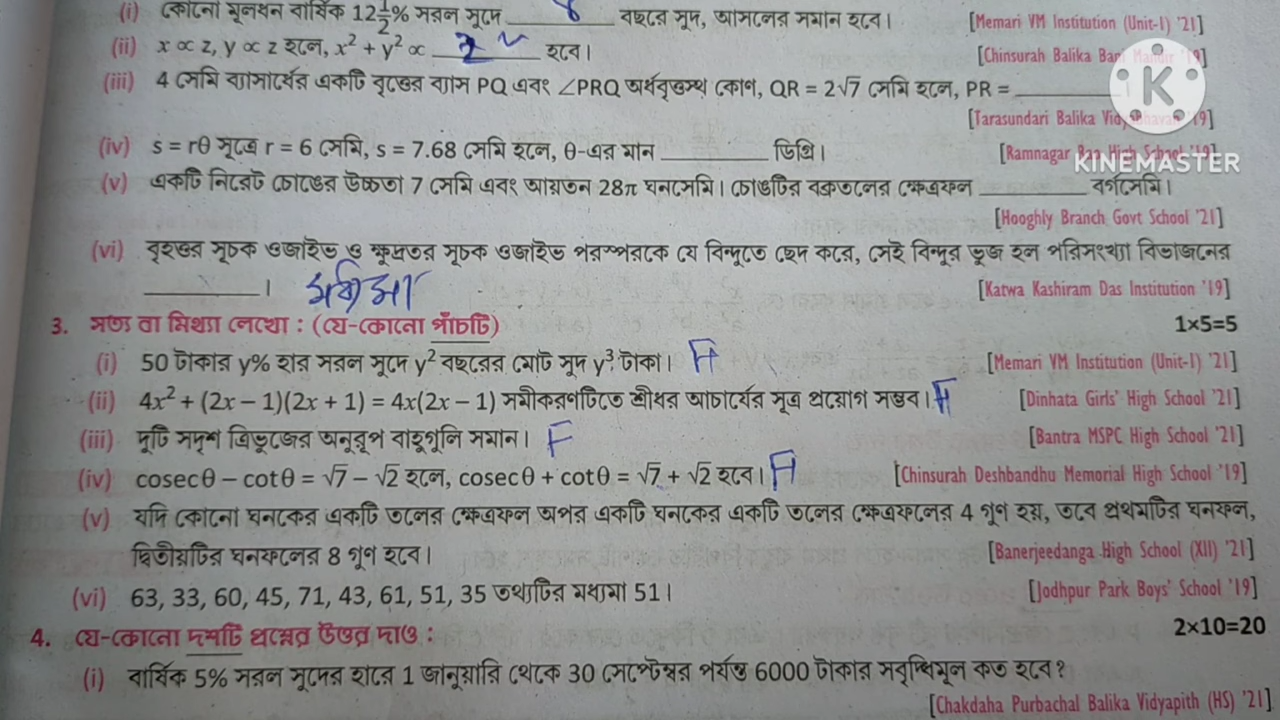 (i) কোনো মূলধন বার্ষিক 12½% সরল সুদে 8 বছরে সুদ, আসলের সমান হবে। [Memari VM Institution (Unit-I) '21]
(ii) x ∝ z, y ∝ z হলে, x² + y² ∝ z² হবে। [Chinsurah Balika Bani Mandir '19]
(iii) 4 সেমি ব্যাসার্ধের একটি বৃত্তের ব্যাস PQ এবং ∠PRQ অর্ধবৃত্তস্থ কোণ, QR = 2√7 সেমি হলে, PR = ________
[Tarasundari Balika Vidyabhavan '19]
KINEMASTER
(iv) s = rθ সূত্রে r = 6 সেমি, s = 7.68 সেমি হলে, θ-এর মান ________ ডিগ্রি। [Ramnagar High School '19]
(v) একটি নিরেট চোঙের উচ্চতা 7 সেমি এবং আয়তন 28π ঘনসেমি। চোঙটির বক্রতলের ক্ষেত্রফল ________ বর্গসেমি।
[Hooghly Branch Govt School '21]
(vi) বৃহত্তর সূচক ওজাইভ ও ক্ষুদ্রতর সূচক ওজাইভ পরস্পরকে যে বিন্দুতে ছেদ করে, সেই বিন্দুর ভুজ হল পরিসংখ্যা বিভাজনের
________। মধ্যমা [Katwa Kashiram Das Institution '19]
3. সত্য বা মিথ্যা লেখো : (যে-কোনো পাঁচটি) 1×5=5
(i) 50 টাকার y% হার সরল সুদে y² বছরের মোট সুদ y³ টাকা। F [Memari VM Institution (Unit-I) '21]
(ii) 4x² + (2x − 1)(2x + 1) = 4x(2x − 1) সমীকরণটিতে শ্রীধর আচার্যের সূত্র প্রয়োগ সম্ভব। F [Dinhata Girls' High School '21]
(iii) দুটি সদৃশ ত্রিভুজের অনুরূপ বাহুগুলি সমান। F [Bantra MSPC High School '21]
(iv) cosecθ − cotθ = √7 − √2 হলে, cosecθ + cotθ = √7 + √2 হবে। F [Chinsurah Deshbandhu Memorial High School '19]
(v) যদি কোনো ঘনকের একটি তলের ক্ষেত্রফল অপর একটি ঘনকের একটি তলের ক্ষেত্রফলের 4 গুণ হয়, তবে প্রথমটির ঘনফল,
দ্বিতীয়টির ঘনফলের 8 গুণ হবে। [Banerjeedanga High School (XII) '21]
(vi) 63, 33, 60, 45, 71, 43, 61, 51, 35 তথ্যটির মধ্যমা 51। [Jodhpur Park Boys' School '19]
4. যে-কোনো দশটি প্রশ্নের উত্তর দাও : 2×10=20
(i) বার্ষিক 5% সরল সুদের হারে 1 জানুয়ারি থেকে 30 সেপ্টেম্বর পর্যন্ত 6000 টাকার সবৃদ্ধিমূল কত হবে?
[Chakdaha Purbachal Balika Vidyapith (HS) '21]